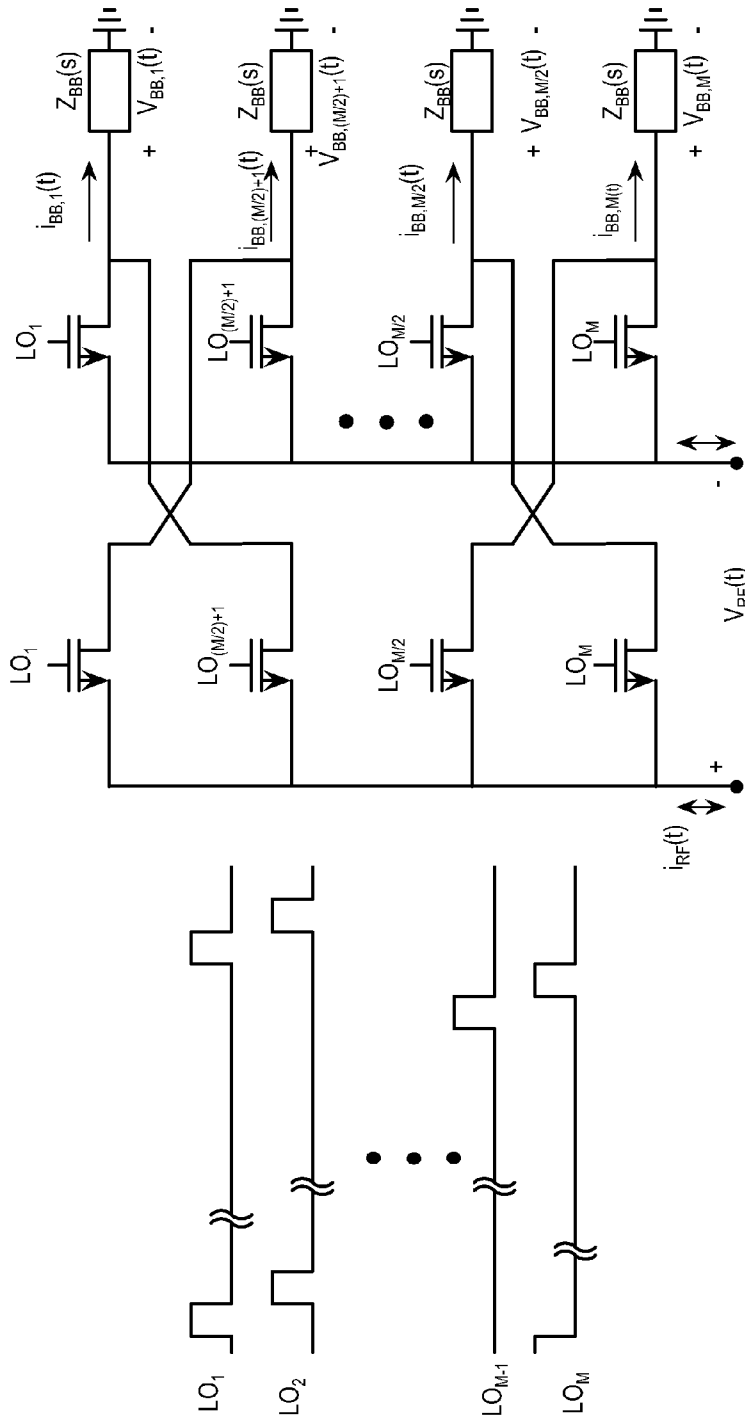 LO1
LO2
LOM-1
LOM
LO1
LO(M/2)+1
LOM/2
LOM
iRF(t)
+
VRF(t)
-
LO1
LO(M/2)+1
LOM/2
LOM
iBB,1(t)
iBB,(M/2)+1(t)
iBB,M/2(t)
iBB,M(t)
ZBB(s)
+ VBB,1(t) -
ZBB(s)
+ VBB,(M/2)+1(t) -
ZBB(s)
+ VBB,M/2(t) -
ZBB(s)
+ VBB,M(t) -